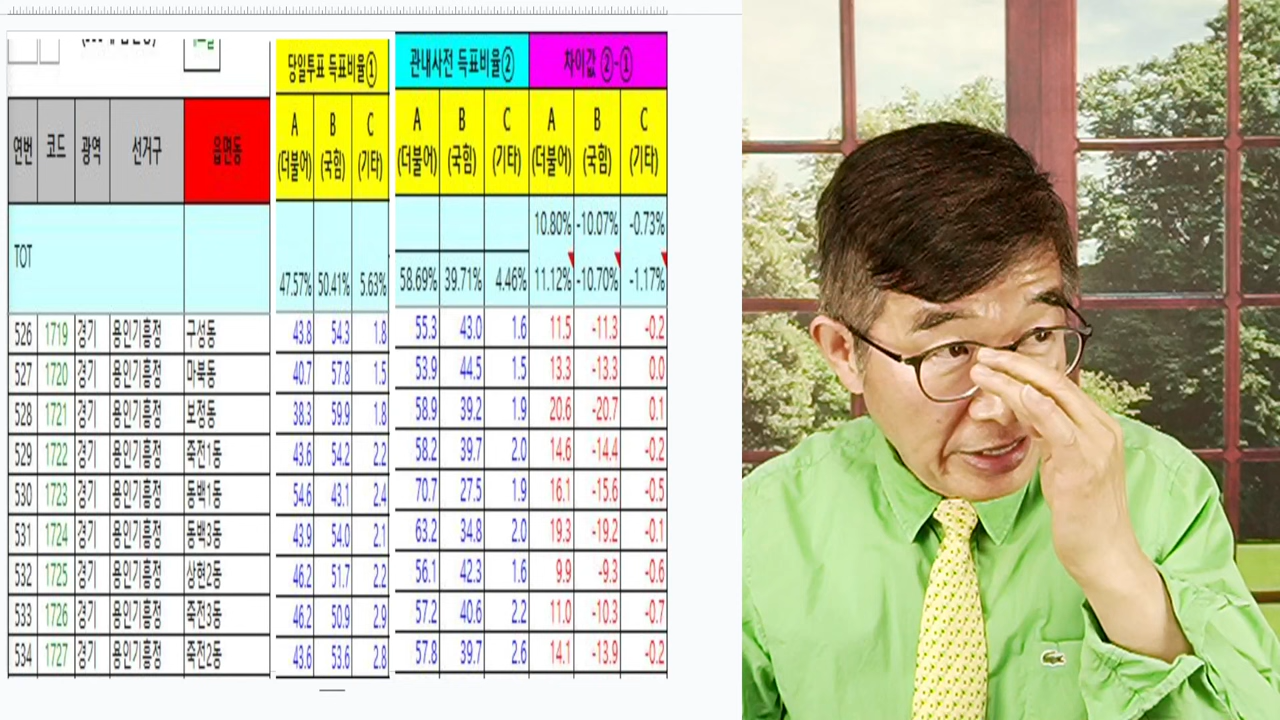 당일투표 득표비율① 관내사전 득표비율② 차이값 ②-①
연번 코드 광역 선거구 읍면동 A (더불어) B (국힘) C (기타) A (더불어) B (국힘) C (기타) A (더불어) B (국힘) C (기타)
10.80% -10.07% -0.73%
TOT 47.57% 50.41% 5.63% 58.69% 39.71% 4.46% 11.12% -10.70% -1.17%
526 1719 경기 용인기흥정 구성동 43.8 54.3 1.8 55.3 43.0 1.6 11.5 -11.3 -0.2
527 1720 경기 용인기흥정 마북동 40.7 57.8 1.5 53.9 44.5 1.5 13.3 -13.3 0.0
528 1721 경기 용인기흥정 보정동 38.3 59.9 1.8 58.9 39.2 1.9 20.6 -20.7 0.1
529 1722 경기 용인기흥정 죽전1동 43.6 54.2 2.2 58.2 39.7 2.0 14.6 -14.4 -0.2
530 1723 경기 용인기흥정 동백1동 54.6 43.1 2.4 70.7 27.5 1.9 16.1 -15.6 -0.5
531 1724 경기 용인기흥정 동백3동 43.9 54.0 2.1 63.2 34.8 2.0 19.3 -19.2 -0.1
532 1725 경기 용인기흥정 상현2동 46.2 51.7 2.2 56.1 42.3 1.6 9.9 -9.3 -0.6
533 1726 경기 용인기흥정 죽전3동 46.2 50.9 2.9 57.2 40.6 2.2 11.0 -10.3 -0.7
534 1727 경기 용인기흥정 죽전2동 43.6 53.6 2.8 57.8 39.7 2.6 14.1 -13.9 -0.2